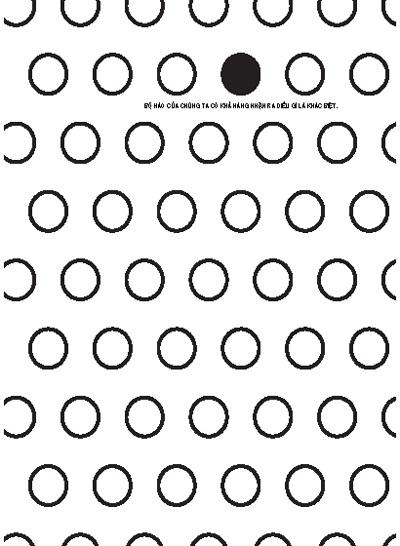 BỘ NÃO CỦA CHÚNG TA CÓ KHẢ NĂNG NHẬN RA ĐIỀU GÌ LÀ KHÁC BIỆT.